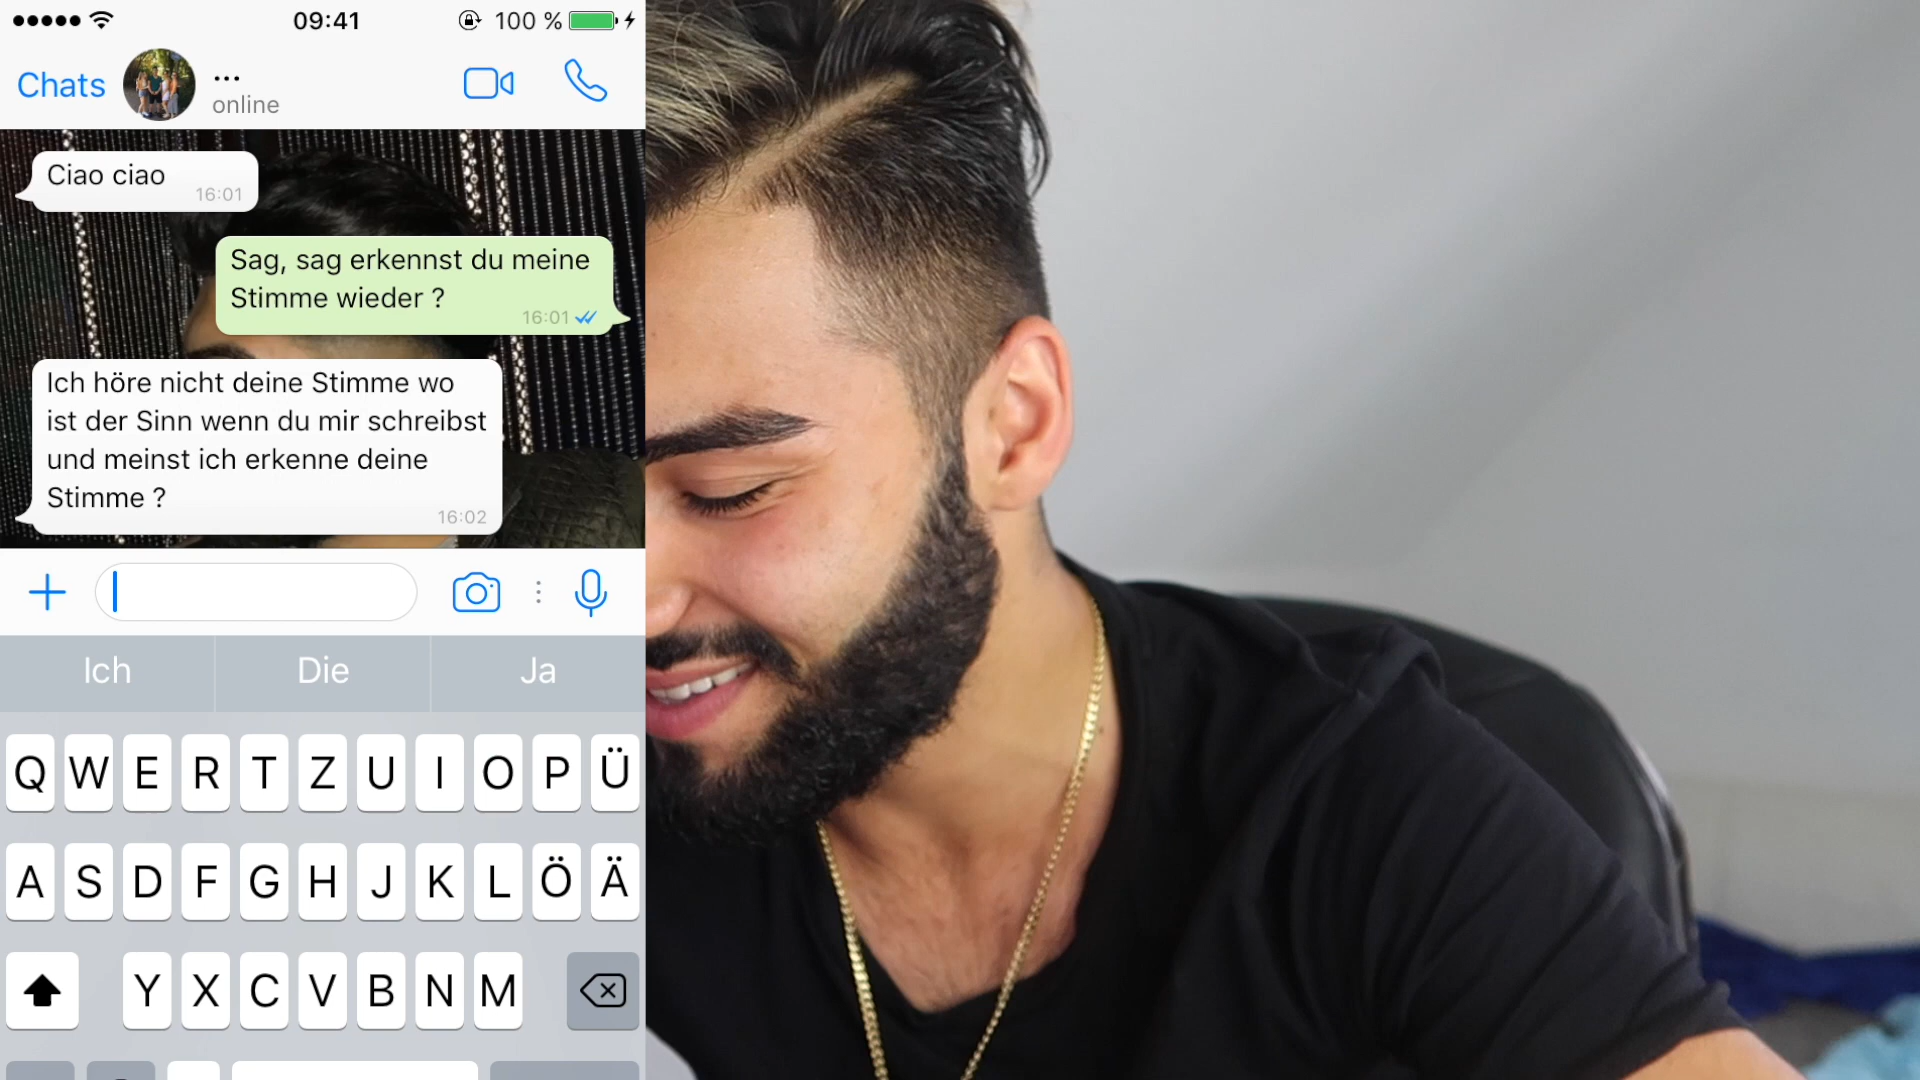 09:41
100 %
Chats
...
online
Ciao ciao
16:01
Sag, sag erkennst du meine
Stimme wieder ?
16:01
Ich höre nicht deine Stimme wo
ist der Sinn wenn du mir schreibst
und meinst ich erkenne deine
Stimme ?
16:02
Ich Die Ja
Q W E R T Z U I O P Ü
A S D F G H J K L Ö Ä
Y X C V B N M